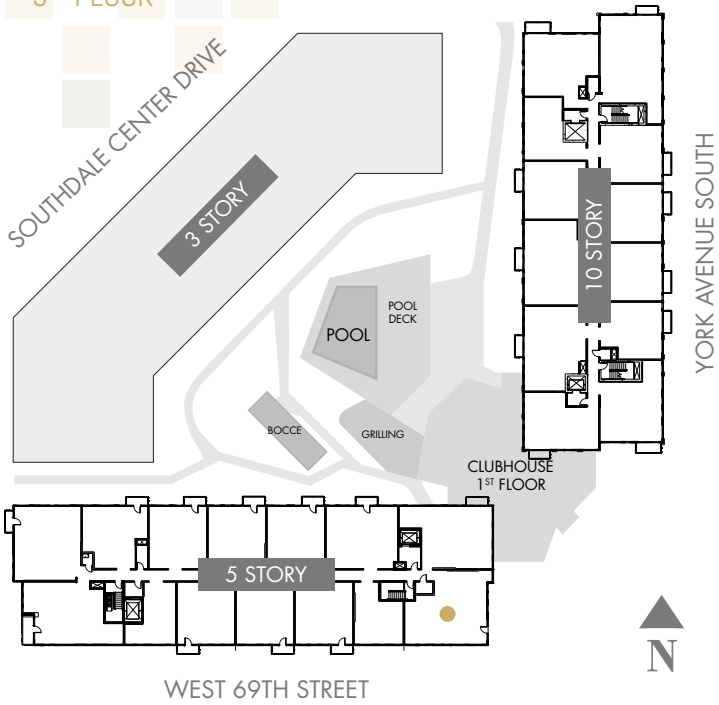 FLOOR
SOUTHDALE CENTER DRIVE
3 STORY
10 STORY
YORK AVENUE SOUTH
POOL
DECK
POOL
BOCCE
GRILLING
CLUBHOUSE
1ST FLOOR
5 STORY
WEST 69TH STREET
N